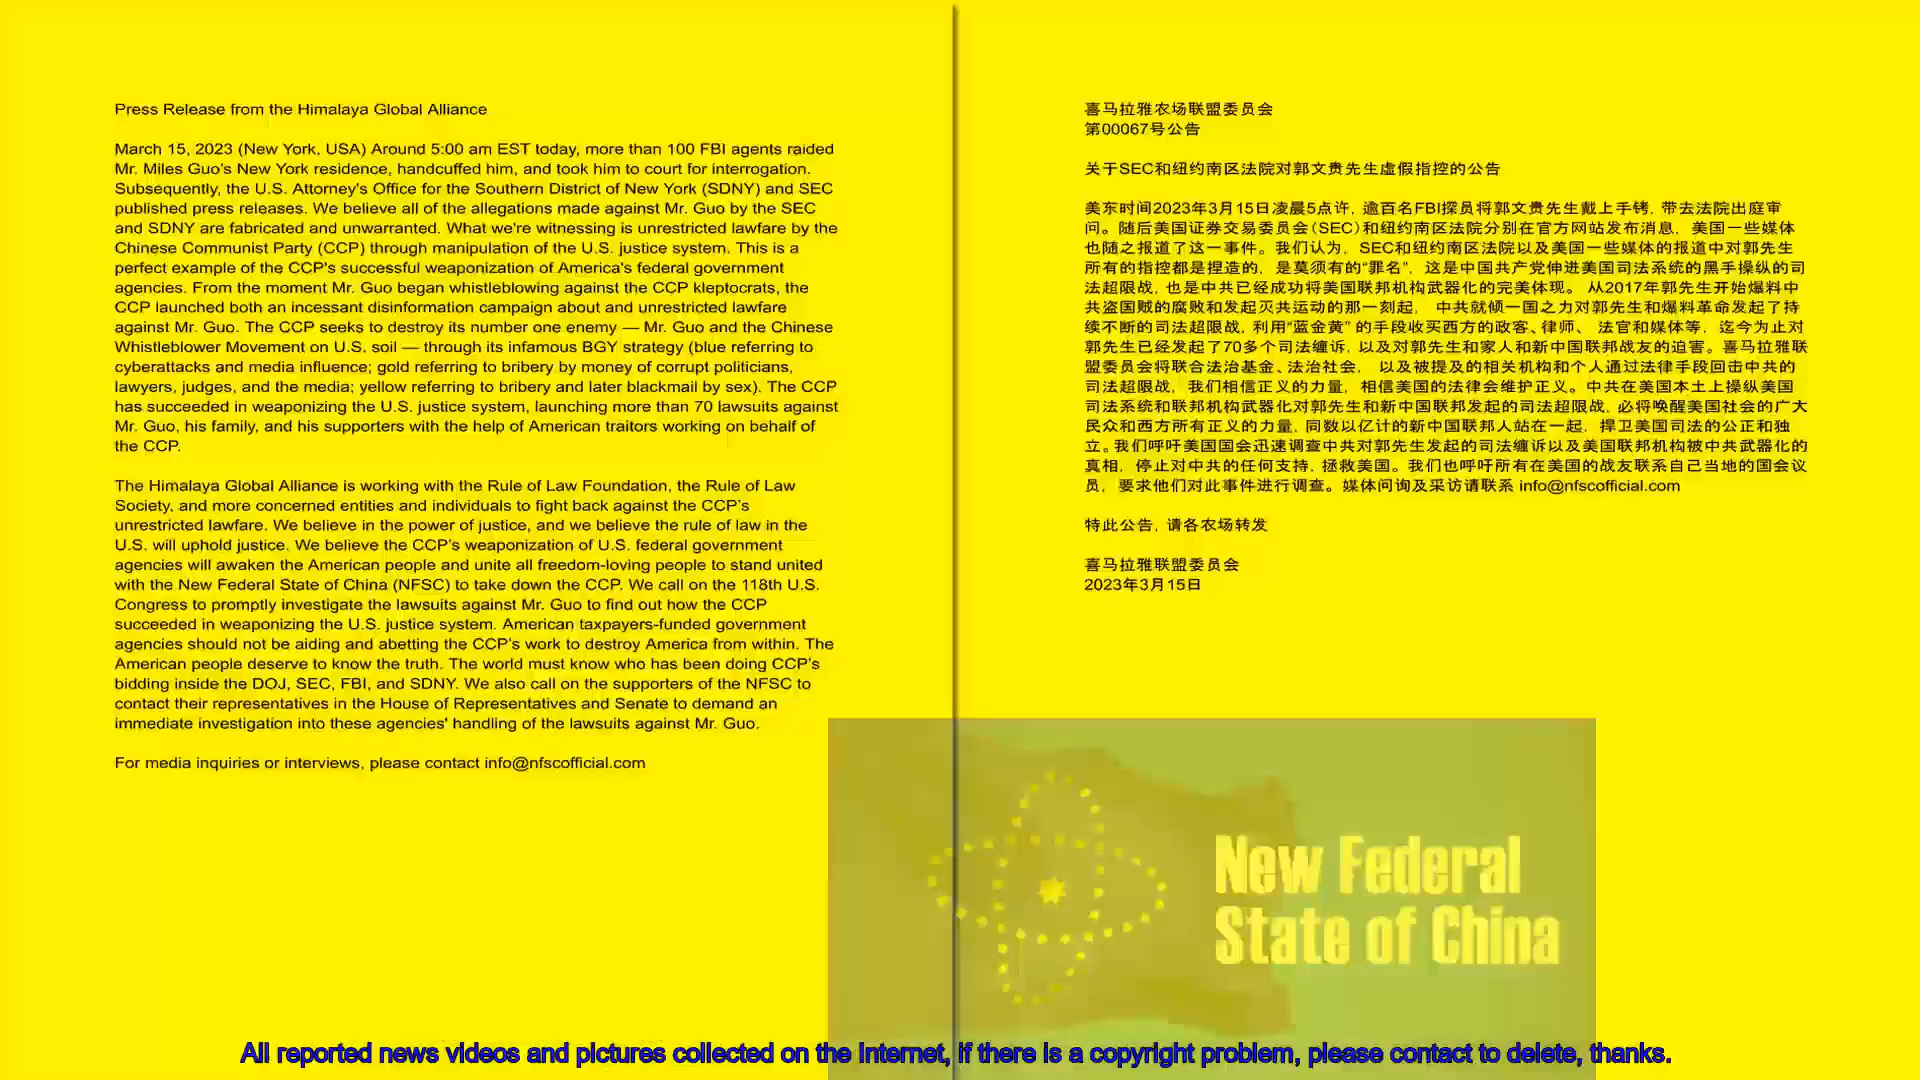 Press Release from the Himalaya Global Alliance
March 15, 2023 (New York, USA) Around 5:00 am EST today, more than 100 FBI agents raided
Mr. Miles Guo's New York residence, handcuffed him, and took him to court for interrogation.
Subsequently, the U.S. Attorney's Office for the Southern District of New York (SDNY) and SEC
published press releases. We believe all of the allegations made against Mr. Guo by the SEC
and SDNY are fabricated and unwarranted. What we're witnessing is unrestricted lawfare by the
Chinese Communist Party (CCP) through manipulation of the U.S. justice system. This is a
perfect example of the CCP's successful weaponization of America's federal government
agencies. From the moment Mr. Guo began whistleblowing against the CCP kleptocrats, the
CCP launched both an incessant disinformation campaign about and unrestricted lawfare
against Mr. Guo. The CCP seeks to destroy its number one enemy — Mr. Guo and the Chinese
Whistleblower Movement on U.S. soil — through its infamous BGY strategy (blue referring to
cyberattacks and media influence; gold referring to bribery by money of corrupt politicians,
lawyers, judges, and the media; yellow referring to bribery and later blackmail by sex). The CCP
has succeeded in weaponizing the U.S. justice system, launching more than 70 lawsuits against
Mr. Guo, his family, and his supporters with the help of American traitors working on behalf of
the CCP.
The Himalaya Global Alliance is working with the Rule of Law Foundation, the Rule of Law
Society, and more concerned entities and individuals to fight back against the CCP's
unrestricted lawfare. We believe in the power of justice, and we believe the rule of law in the
U.S. will uphold justice. We believe the CCP's weaponization of U.S. federal government
agencies will awaken the American people and unite all freedom-loving people to stand united
with the New Federal State of China (NFSC) to take down the CCP. We call on the 118th U.S.
Congress to promptly investigate the lawsuits against Mr. Guo to find out how the CCP
succeeded in weaponizing the U.S. justice system. American taxpayers-funded government
agencies should not be aiding and abetting the CCP's work to destroy America from within. The
American people deserve to know the truth. The world must know who has been doing CCP's
bidding inside the DOJ, SEC, FBI, and SDNY. We also call on the supporters of the NFSC to
contact their representatives in the House of Representatives and Senate to demand an
immediate investigation into these agencies' handling of the lawsuits against Mr. Guo.
For media inquiries or interviews, please contact info@nfscofficial.com
喜马拉雅农场联盟委员会
第00067号公告
关于SEC和纽约南区法院对郭文贵先生虚假指控的公告
美东时间2023年3月15日凌晨5点许, 逾百名FBI探员将郭文贵先生戴上手铐, 带去法院出庭审
问。随后美国证券交易委员会 (SEC) 和纽约南区法院分别在官方网站发布消息, 美国一些媒体
也随之报道了这一事件。我们认为, SEC和纽约南区法院以及美国一些媒体的报道中对郭先生
所有的指控都是捏造的, 是莫须有的“罪名”, 这是中国共产党伸进美国司法系统的黑手操纵的司
法超限战, 也是中共已经成功将美国联邦机构武器化的完美体现。 从2017年郭先生开始爆料中
共盗国贼的腐败和发起灭共运动的那一刻起, 中共就倾一国之力对郭先生和爆料革命发起了持
续不断的司法超限战, 利用“蓝金黄” 的手段收买西方的政客、律师、 法官和媒体等, 迄今为止对
郭先生已经发起了70多个司法缠诉, 以及对郭先生和家人和新中国联邦战友的迫害。喜马拉雅联
盟委员会将联合法治基金、法治社会, 以及被提及的相关机构和个人通过法律手段回击中共的
司法超限战, 我们相信正义的力量, 相信美国的法律会维护正义。中共在美国本土上操纵美国
司法系统和联邦机构武器化对郭先生和新中国联邦发起的司法超限战, 必将唤醒美国社会的广大
民众和西方所有正义的力量, 同数以亿计的新中国联邦人站在一起, 捍卫美国司法的公正和独
立。我们呼吁美国国会迅速调查中共对郭先生发起的司法缠诉以及美国联邦机构被中共武器化的
真相, 停止对中共的任何支持, 拯救美国。我们也呼吁所有在美国的战友联系自己当地的国会议
员, 要求他们对此事件进行调查。媒体问询及采访请联系 info@nfscofficial.com
特此公告, 请各农场转发
喜马拉雅联盟委员会
2023年3月15日
New Federal
State of China
All reported news videos and pictures collected on the Internet, if there is a copyright problem, please contact to delete, thanks.